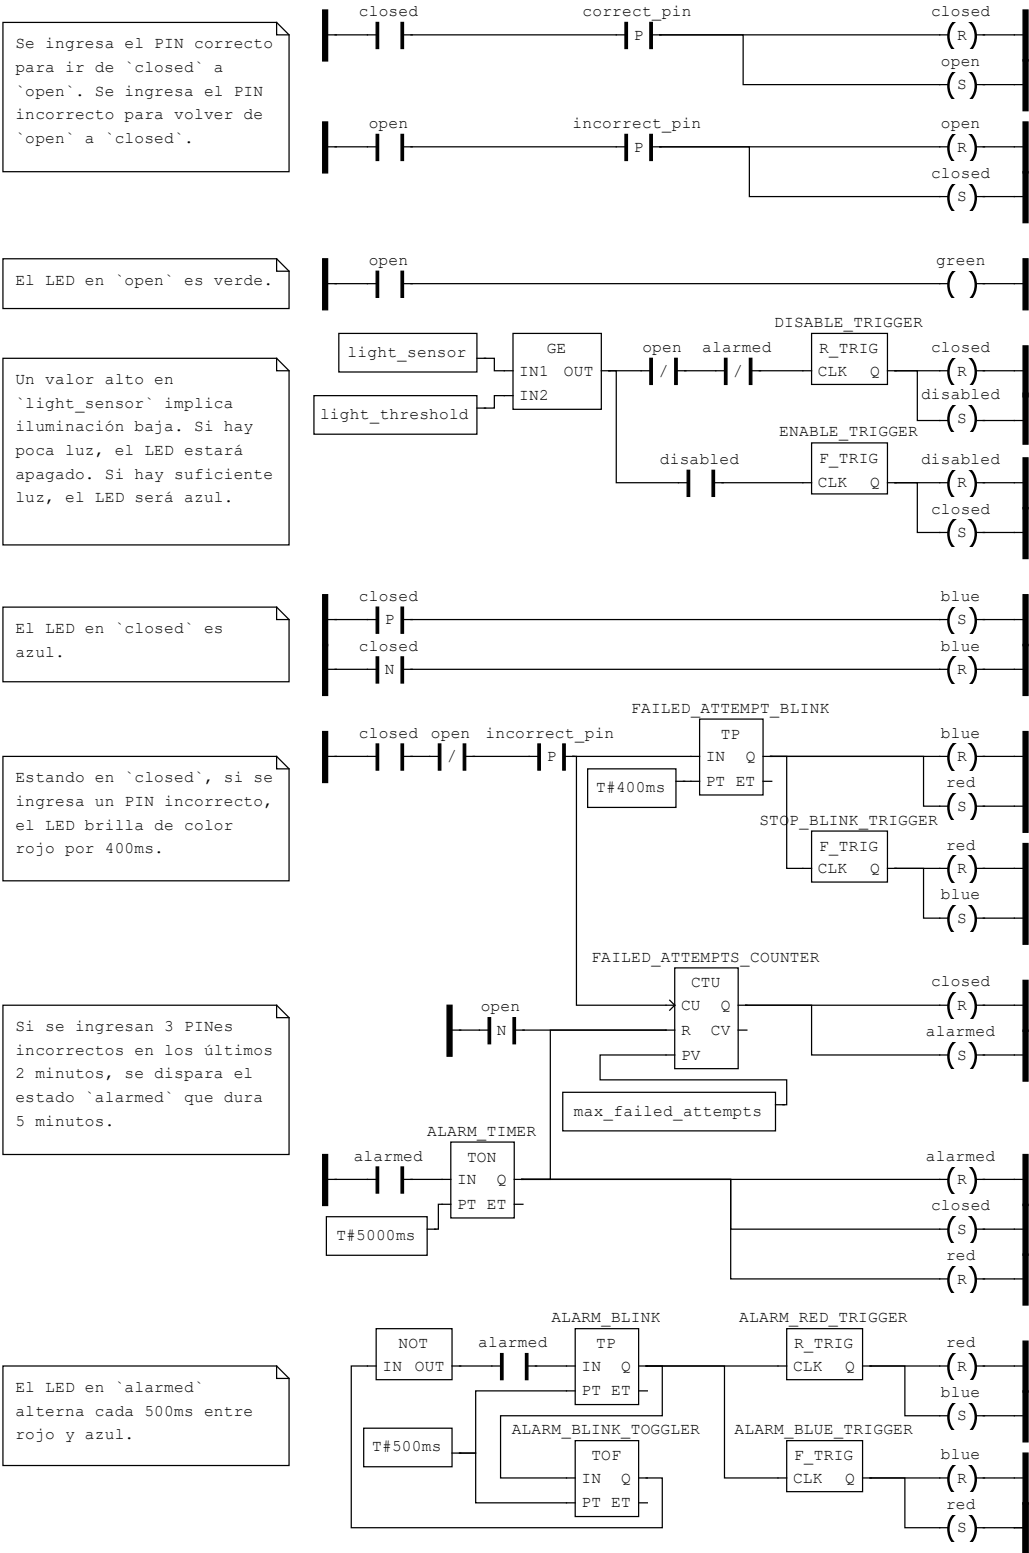 closed correct_pin closed
Se ingresa el PIN correcto
para ir de `closed` a
`open`. Se ingresa el PIN
incorrecto para volver de
`open` a `closed`.
P R
open
S
open incorrect_pin open
P R
closed
S
El LED en `open` es verde.
open green
Un valor alto en
`light_sensor` implica
iluminación baja. Si hay
poca luz, el LED estará
apagado. Si hay suficiente
luz, el LED será azul.
DISABLE_TRIGGER
light_sensor GE open alarmed R_TRIG closed
IN1 OUT / / CLK Q R
IN2 disabled
light_threshold S
ENABLE_TRIGGER
disabled F_TRIG disabled
CLK Q R
closed
S
El LED en `closed` es
azul.
closed blue
P S
closed blue
N R
FAILED_ATTEMPT_BLINK
Estando en `closed`, si se
ingresa un PIN incorrecto,
el LED brilla de color
rojo por 400ms.
closed open incorrect_pin TP blue
/ P IN Q R
T#400ms PT ET red
S
STOP_BLINK_TRIGGER
F_TRIG red
CLK Q R
blue
S
FAILED_ATTEMPTS_COUNTER
Si se ingresan 3 PINes
incorrectos en los últimos
2 minutos, se dispara el
estado `alarmed` que dura
5 minutos.
CTU closed
CU Q R
open
N R CV alarmed
PV S
max_failed_attempts
ALARM_TIMER
alarmed TON alarmed
IN Q R
PT ET closed
T#5000ms S
red
R
ALARM_BLINK ALARM_RED_TRIGGER
El LED en `alarmed`
alterna cada 500ms entre
rojo y azul.
NOT alarmed TP R_TRIG red
IN OUT IN Q CLK Q R
PT ET blue
S
ALARM_BLINK_TOGGLER ALARM_BLUE_TRIGGER
T#500ms TOF F_TRIG blue
IN Q CLK Q R
PT ET red
S